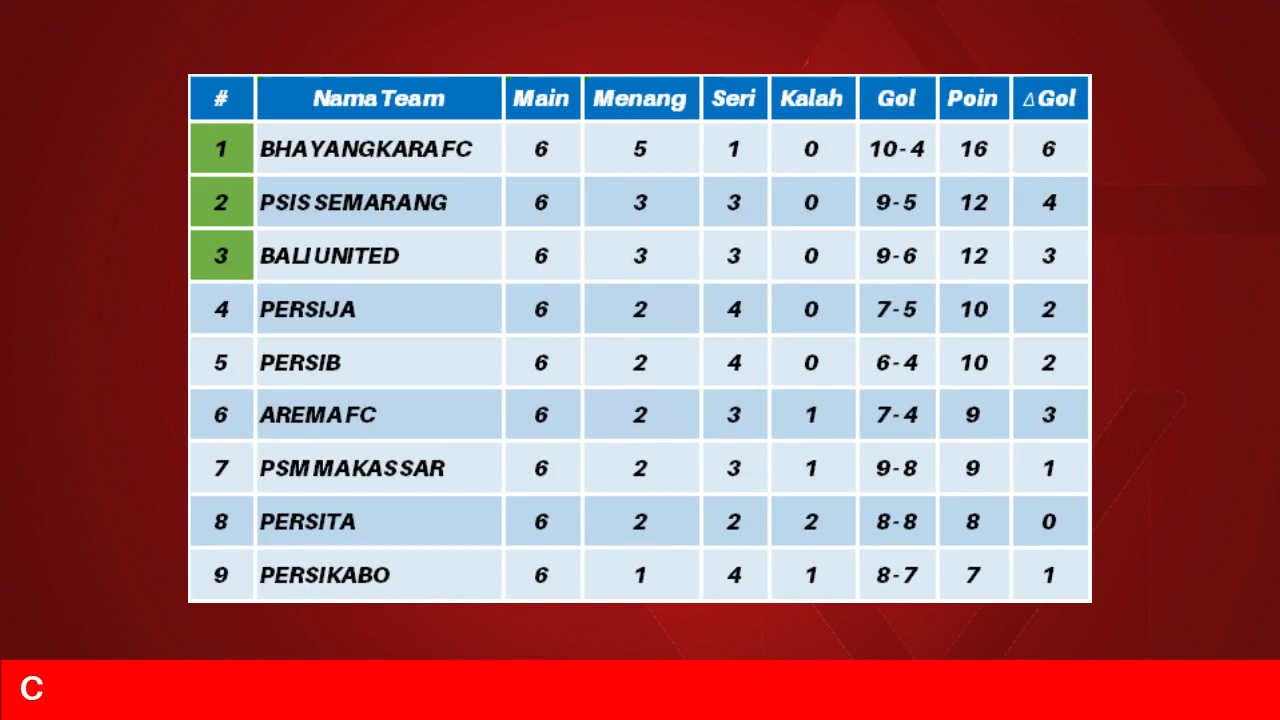 # Nama Team Main Menang Seri Kalah Gol Poin △ Gol
1 BHAYANGKARA FC 6 5 1 0 10 - 4 16 6
2 PSIS SEMARANG 6 3 3 0 9 - 5 12 4
3 BALI UNITED 6 3 3 0 9 - 6 12 3
4 PERSIJA 6 2 4 0 7 - 5 10 2
5 PERSIB 6 2 4 0 6 - 4 10 2
6 AREMA FC 6 2 3 1 7 - 4 9 3
7 PSM MAKASSAR 6 2 3 1 9 - 8 9 1
8 PERSITA 6 2 2 2 8 - 8 8 0
9 PERSIKABO 6 1 4 1 8 - 7 7 1
C